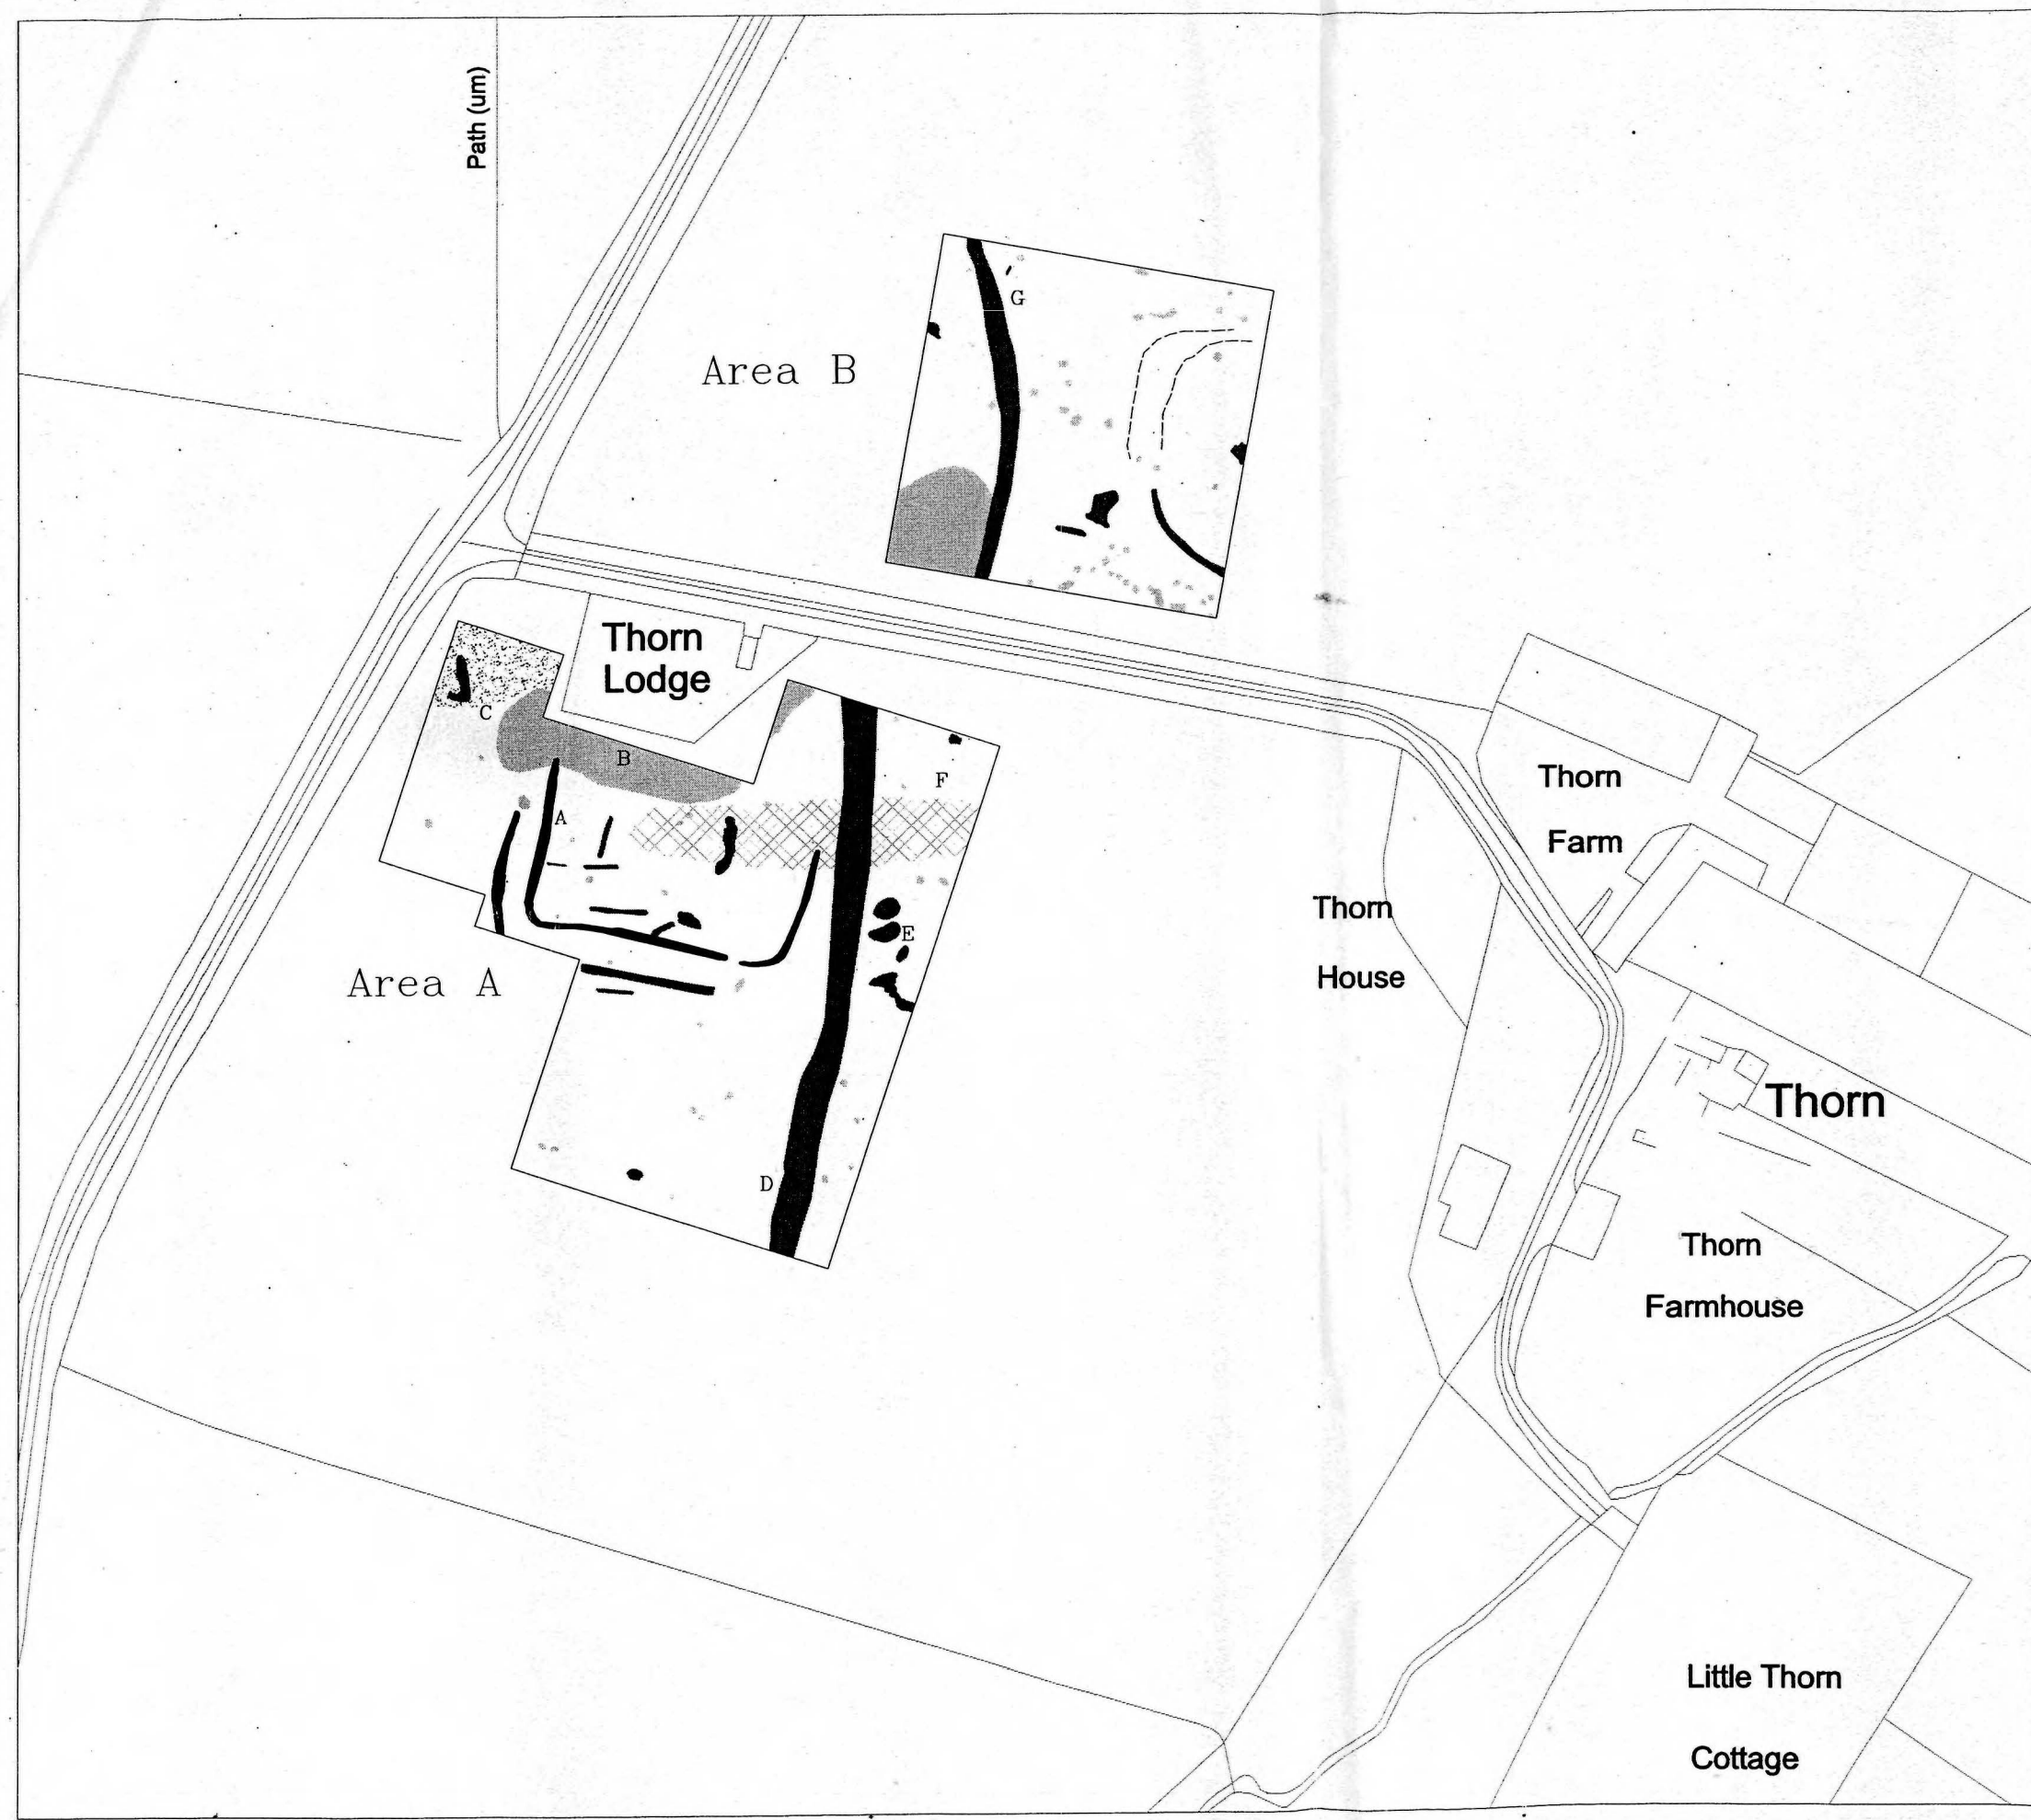 Path (um)
G
Area B
Thorn
Lodge
C
B
F
A
E
Area A
D
Thorn
Farm
Thorn
House
Thorn
Thorn
Farmhouse
Little Thorn
Cottage